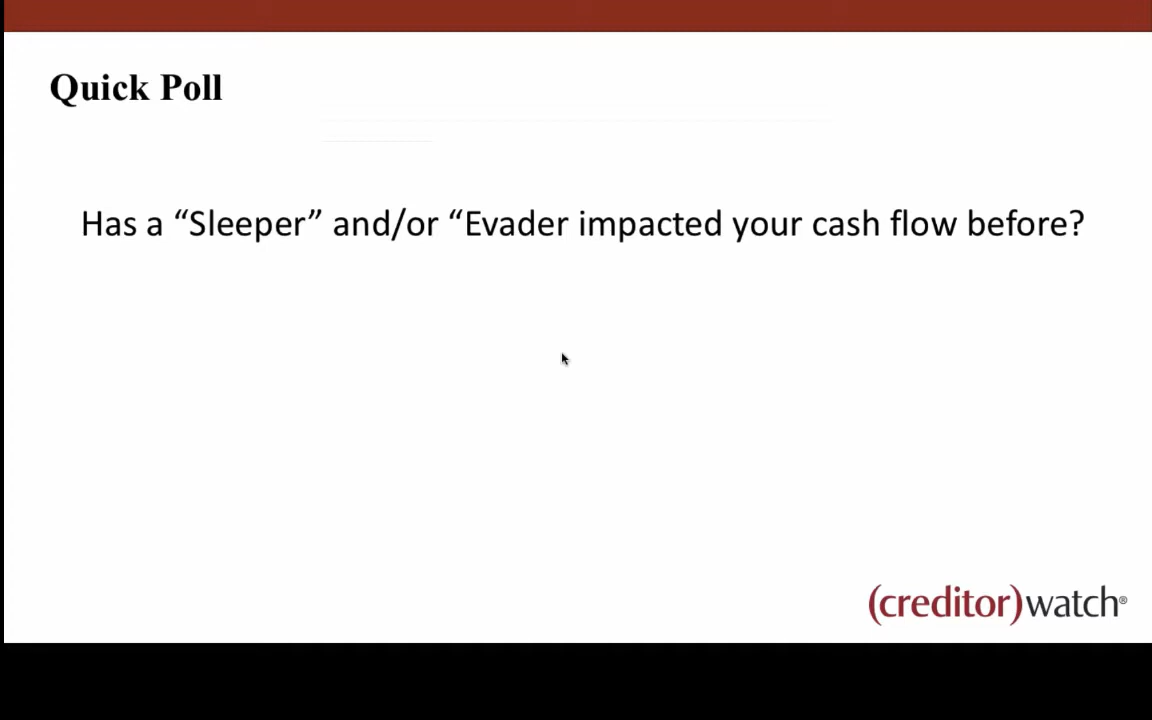 Quick Poll
Has a “Sleeper” and/or “Evader impacted your cash flow before?
(creditor)watch®